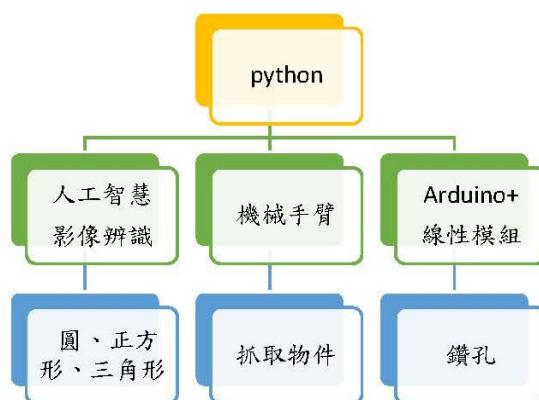 python
人工智慧
影像辨識
機械手臂
Arduino+
線性模組
圓、正方
形、三角形
抓取物件
鑽孔